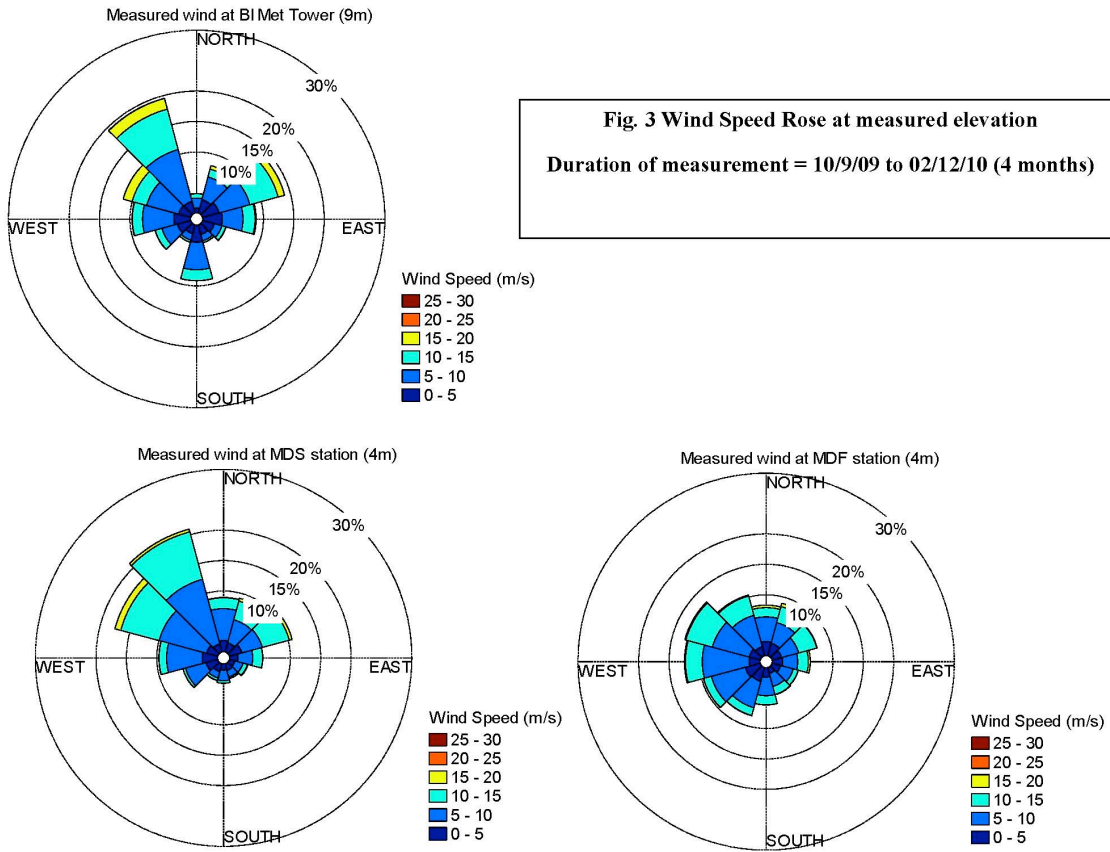 Measured wind at BI Met Tower (9m)
NORTH
30%
20%
15%
10%
WEST
EAST
SOUTH
Wind Speed (m/s)
25 - 30
20 - 25
15 - 20
10 - 15
5 - 10
0 - 5
Fig. 3 Wind Speed Rose at measured elevation
Duration of measurement = 10/9/09 to 02/12/10 (4 months)
Measured wind at MDS station (4m)
NORTH
30%
20%
15%
10%
WEST
EAST
SOUTH
Wind Speed (m/s)
25 - 30
20 - 25
15 - 20
10 - 15
5 - 10
0 - 5
Measured wind at MDF station (4m)
NORTH
30%
20%
15%
10%
WEST
EAST
SOUTH
Wind Speed (m/s)
25 - 30
20 - 25
15 - 20
10 - 15
5 - 10
0 - 5